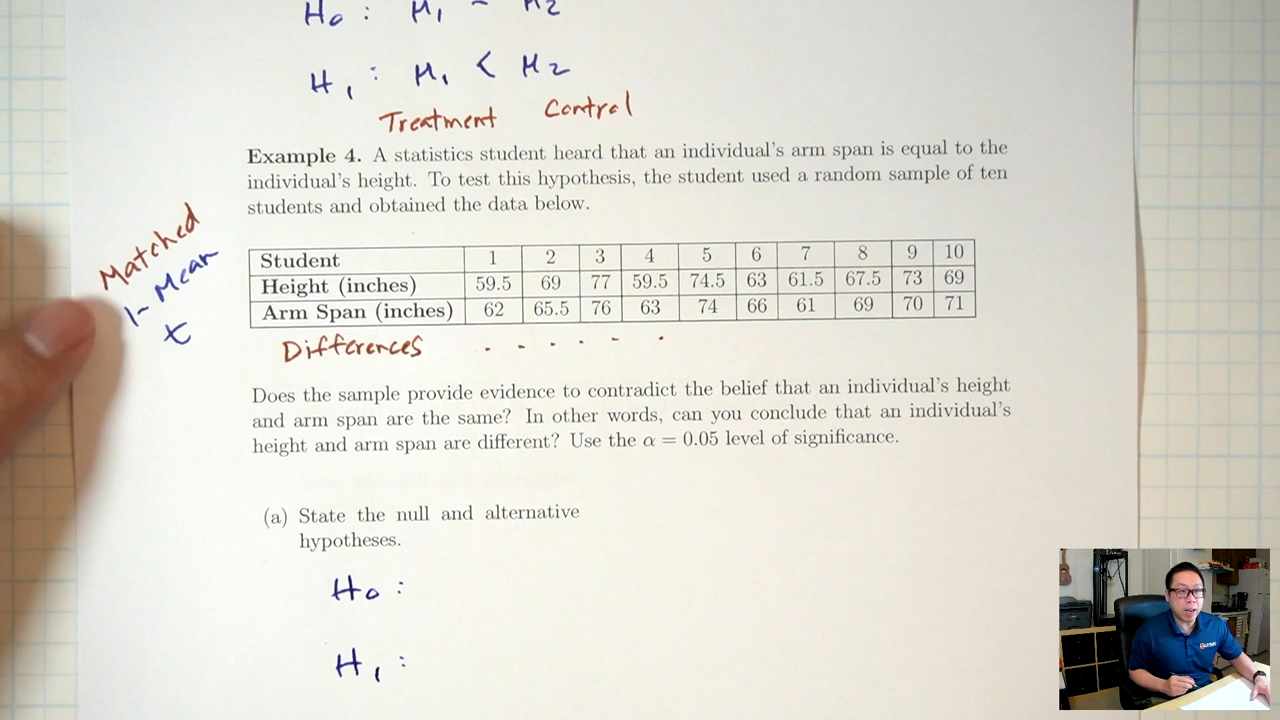 H₀ : μ₁ = μ₂
H₁ : μ₁ < μ₂
Treatment Control
Example 4. A statistics student heard that an individual's arm span is equal to the
individual's height. To test this hypothesis, the student used a random sample of ten
students and obtained the data below.
Matched
1-Mean
t
Student 1 2 3 4 5 6 7 8 9 10
Height (inches) 59.5 69 77 59.5 74.5 63 61.5 67.5 73 69
Arm Span (inches) 62 65.5 76 63 74 66 61 69 70 71
Differences . . . . . .
Does the sample provide evidence to contradict the belief that an individual's height
and arm span are the same? In other words, can you conclude that an individual's
height and arm span are different? Use the α = 0.05 level of significance.
(a) State the null and alternative
hypotheses.
H₀ :
H₁ :